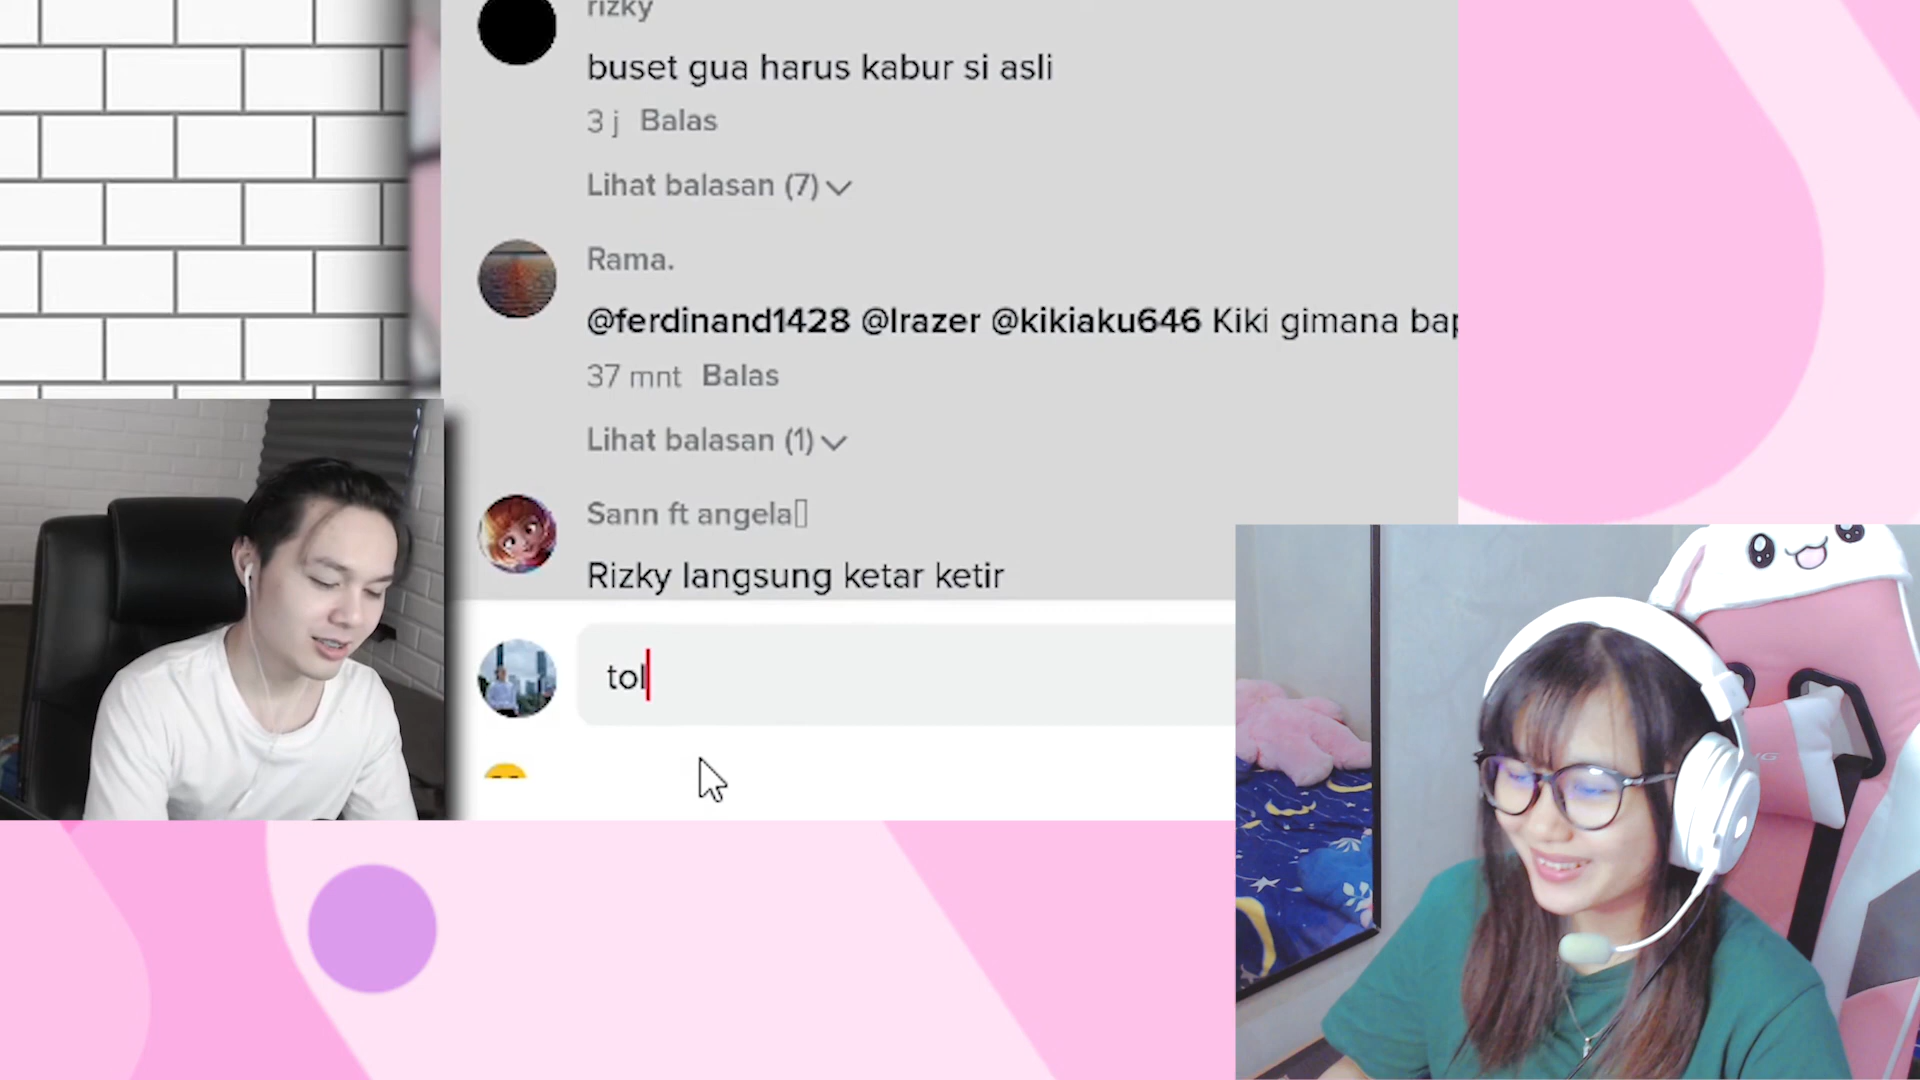 rizky
buset gua harus kabur si asli
3 j Balas
Lihat balasan (7)
Rama.
@ferdinand1428 @lrazer @kikiaku646 Kiki gimana bap
37 mnt Balas
Lihat balasan (1)
Sann ft angela
Rizky langsung ketar ketir
tol